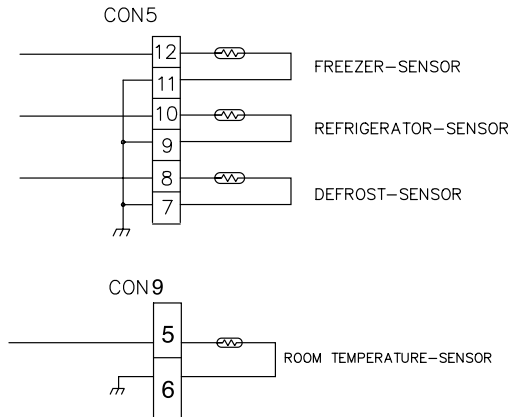 CON5
12
FREEZER-SENSOR
11
10
REFRIGERATOR-SENSOR
9
8
DEFROST-SENSOR
7
CON9
5
ROOM TEMPERATURE-SENSOR
6